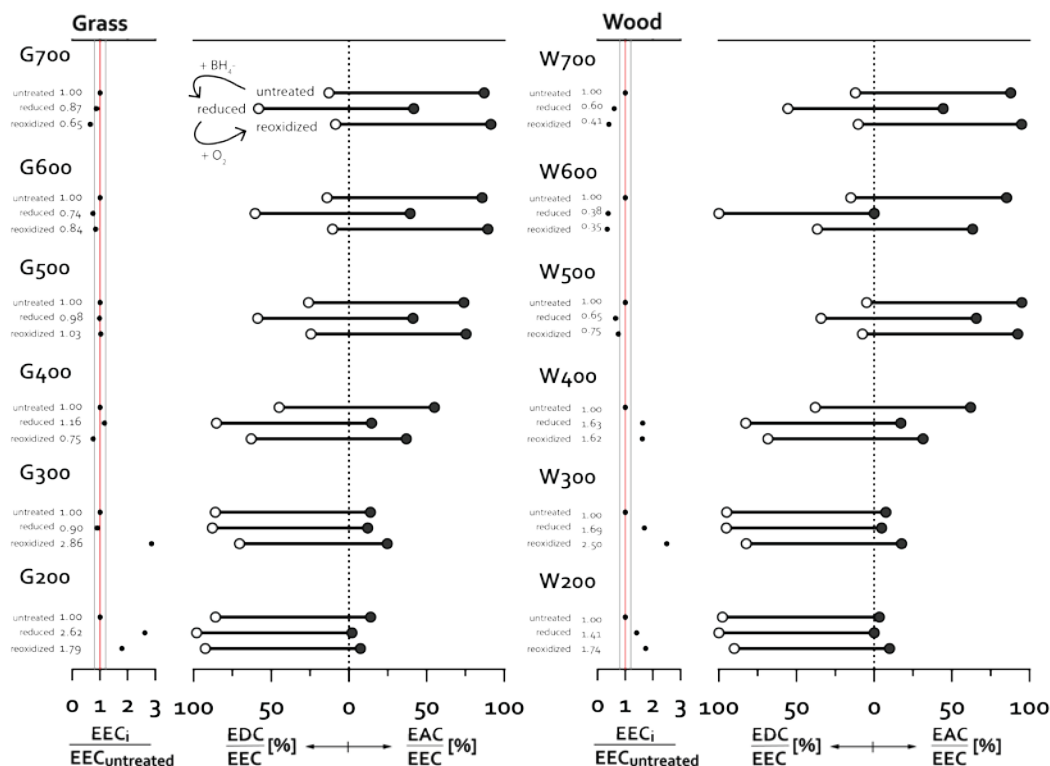 Grass
Wood
G700
untreated 1.00
reduced 0.87
reoxidized 0.65
+ BH4-
untreated
reduced
reoxidized
+ O2
W700
untreated 1.00
reduced 0.60
reoxidized 0.41
G600
untreated 1.00
reduced 0.74
reoxidized 0.84
W600
untreated 1.00
reduced 0.38
reoxidized 0.35
G500
untreated 1.00
reduced 0.98
reoxidized 1.03
W500
untreated 1.00
reduced 0.65
reoxidized 0.75
G400
untreated 1.00
reduced 1.16
reoxidized 0.75
W400
untreated 1.00
reduced 1.63
reoxidized 1.62
G300
untreated 1.00
reduced 0.90
reoxidized 2.86
W300
untreated 1.00
reduced 1.69
reoxidized 2.50
G200
untreated 1.00
reduced 2.62
reoxidized 1.79
W200
untreated 1.00
reduced 1.41
reoxidized 1.74
0 1 2 3 100 50 0 50 100 0 1 2 3 100 50 0 50 100
EECi
EECuntreated
EDC
EEC [%]
EAC
EEC [%]
EECi
EECuntreated
EDC
EEC [%]
EAC
EEC [%]